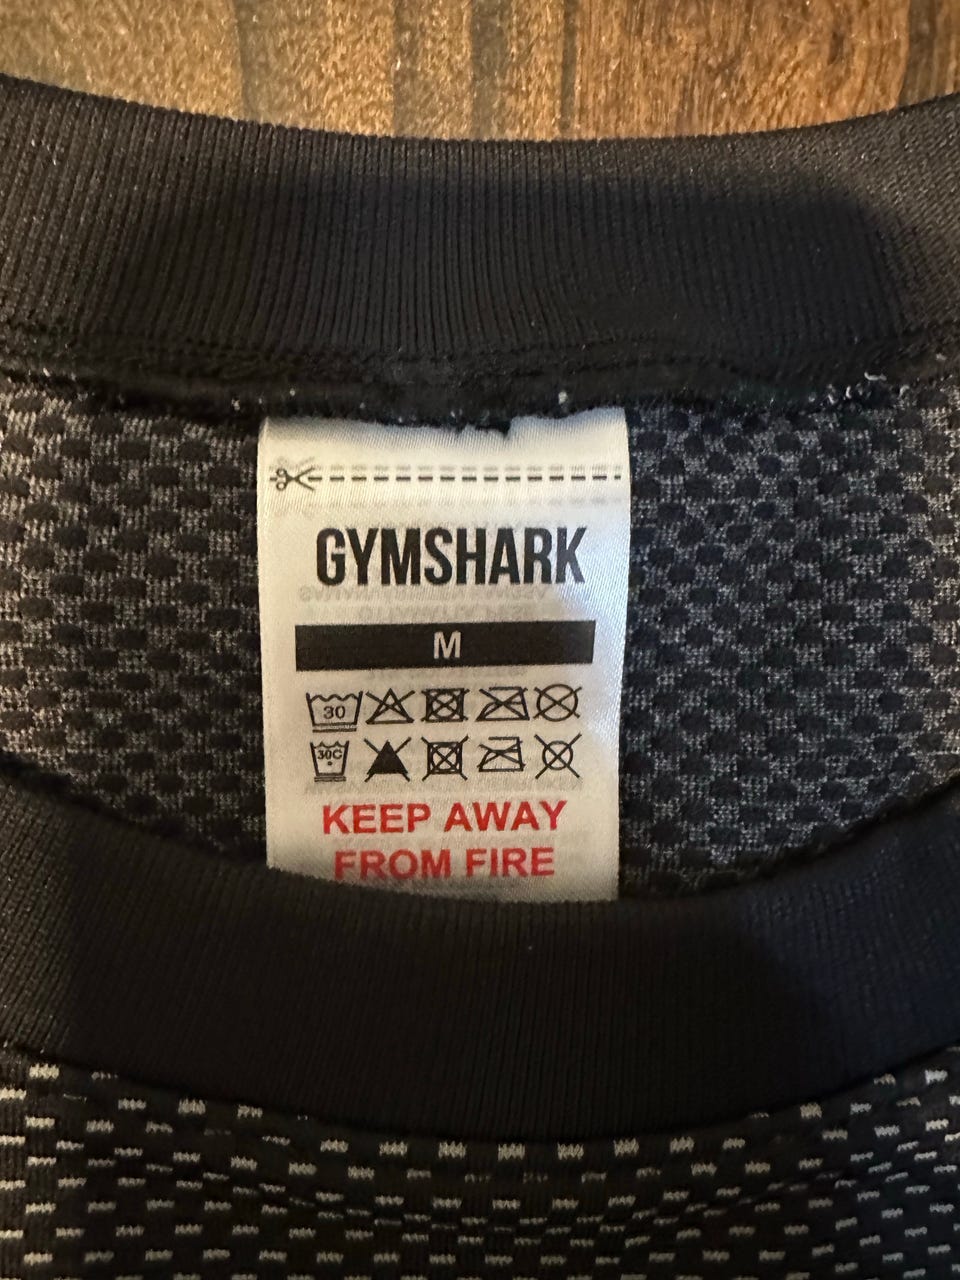 GYMSHARK
M
30
30C
KEEP AWAY
FROM FIRE